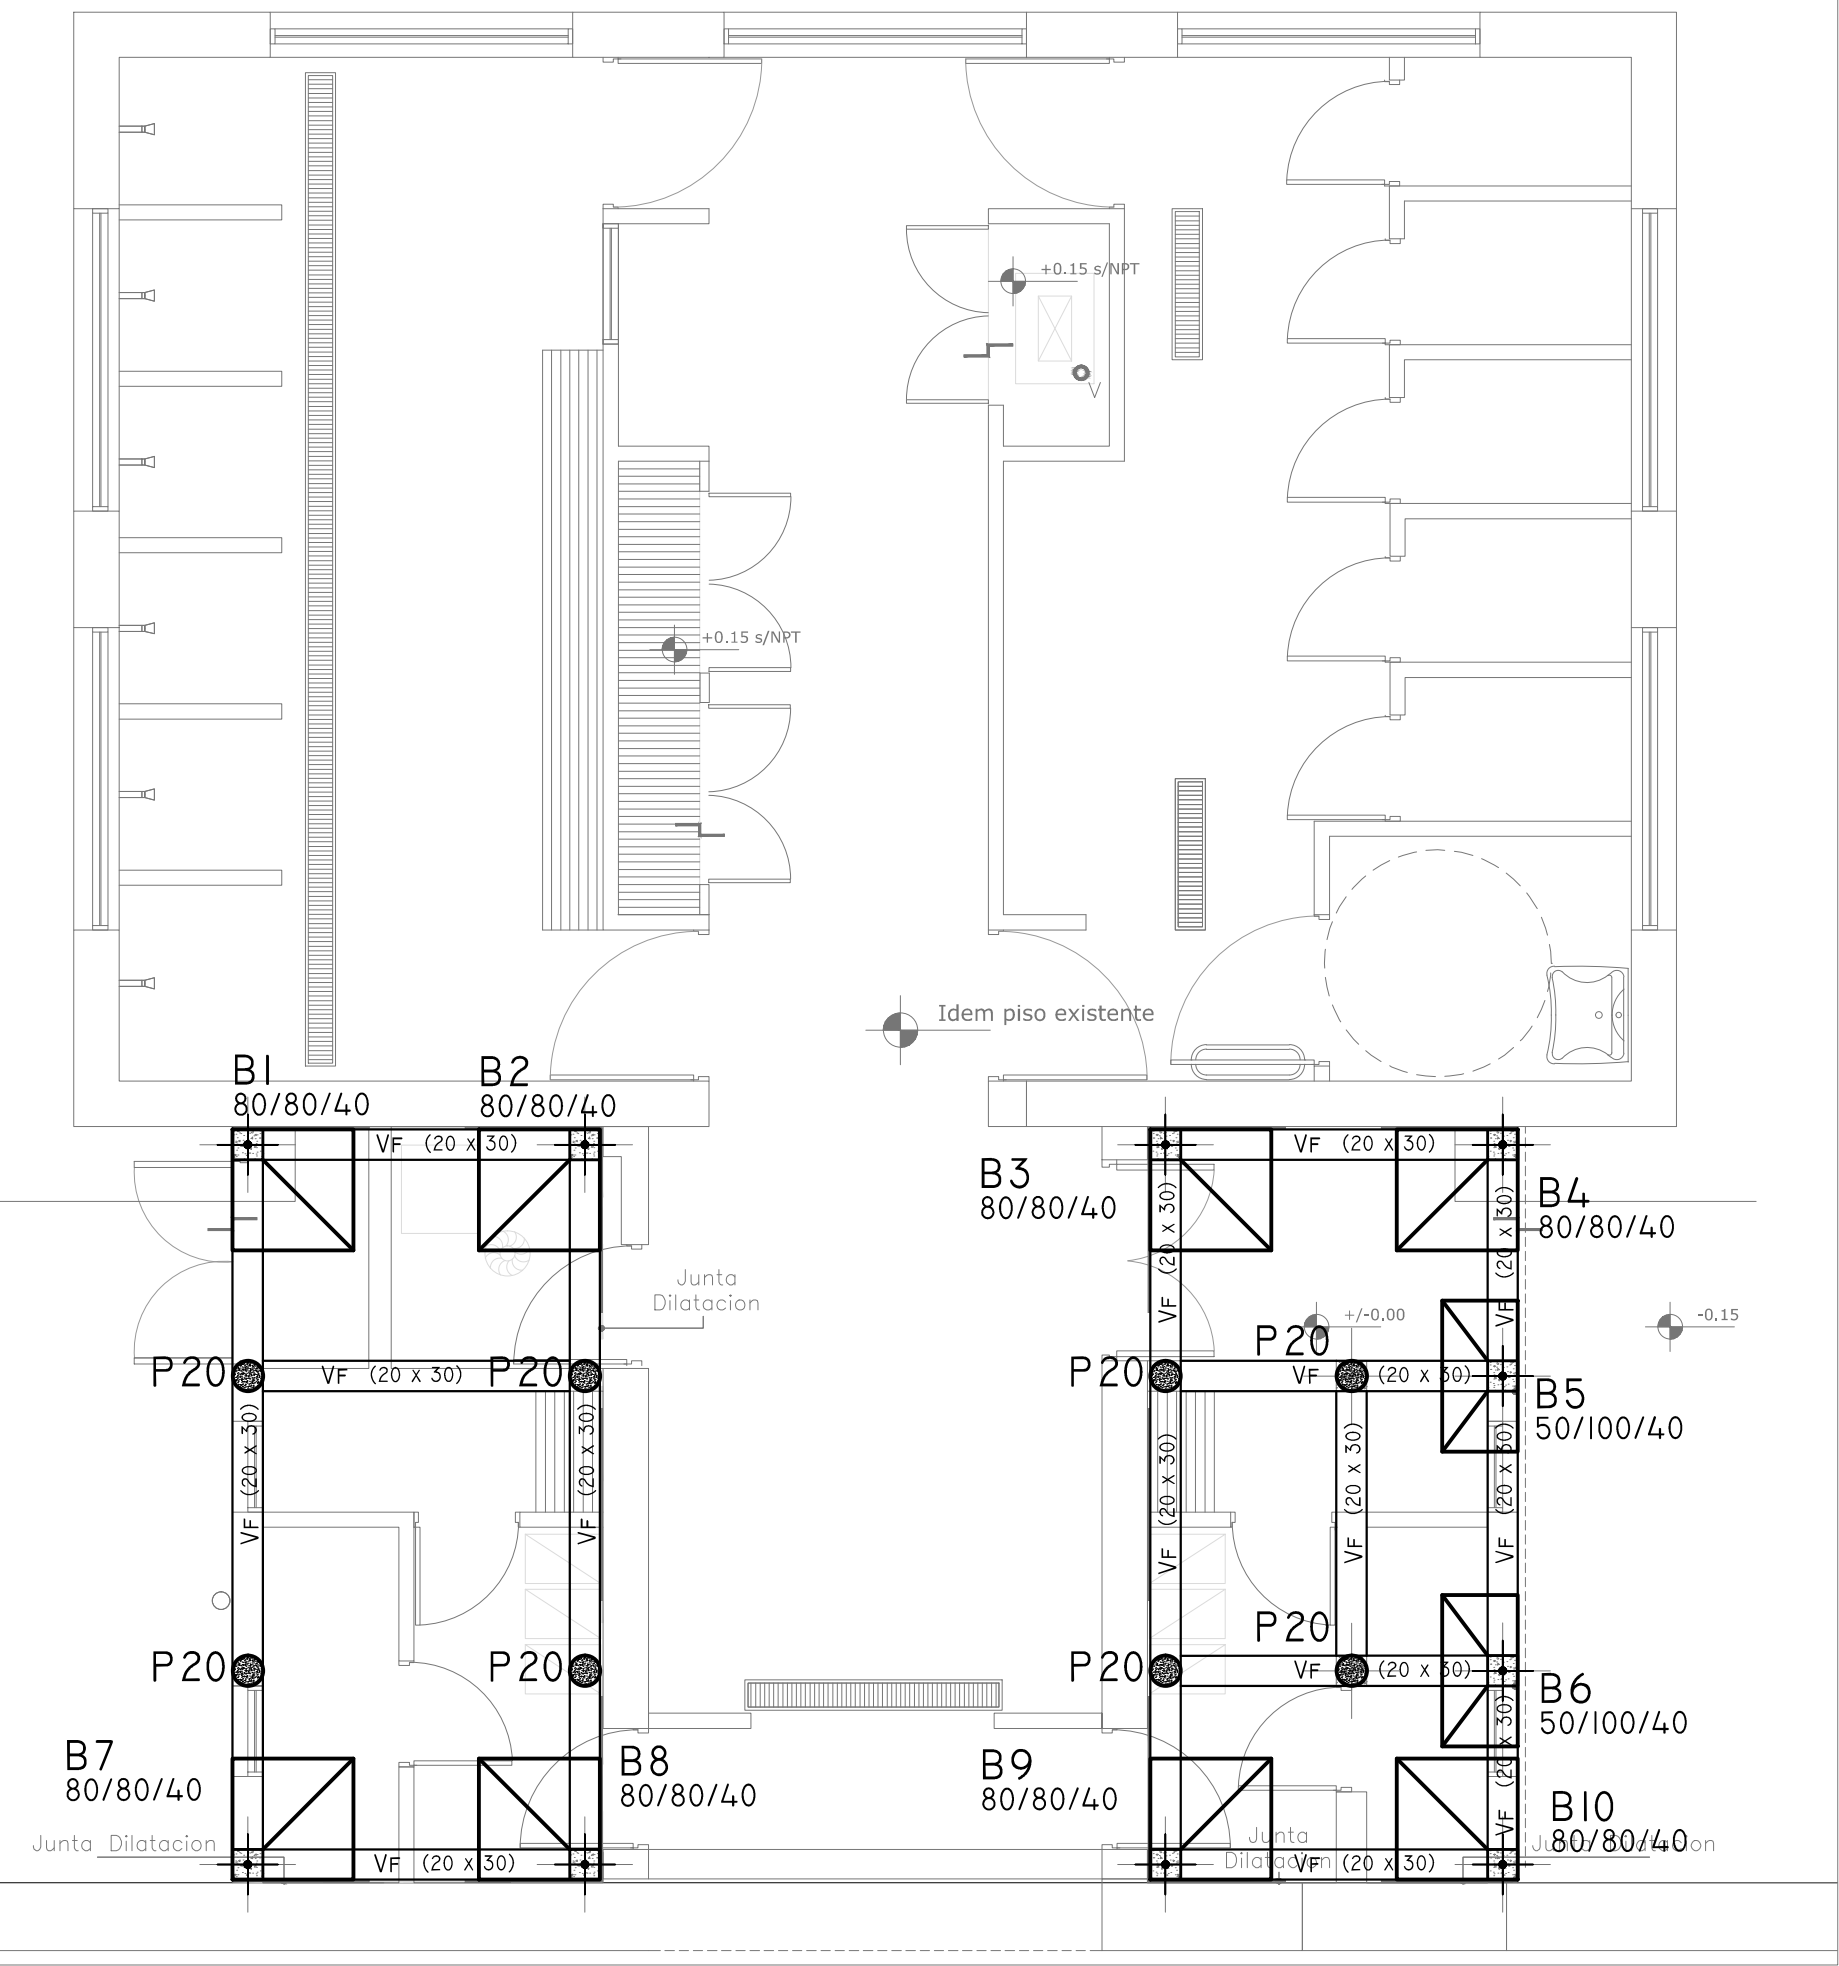 +0.15 s/NPT
V
+0.15 s/NPT
Idem piso existente
B1
80/80/40
B2
80/80/40
VF (20 x 30)
VF (20 x 30)
B3
80/80/40
B4
80/80/40
VF (20 x 30)
VF (20 x 30)
Junta
Dilatacion
+/-0.00
-0.15
P20
P20
VF (20 x 30)
P20
P20
VF (20 x 30)
B5
50/100/40
VF (20 x 30)
VF (20 x 30)
VF (20 x 30)
VF (20 x 30)
VF (20 x 30)
P20
P20
P20
P20
VF (20 x 30)
B6
50/100/40
VF (20 x 30)
B7
80/80/40
B8
80/80/40
B9
80/80/40
B10
80/80/40
Junta Dilatacion
VF (20 x 30)
Junta
Dilatacion
VF (20 x 30)
Junta Dilatacion